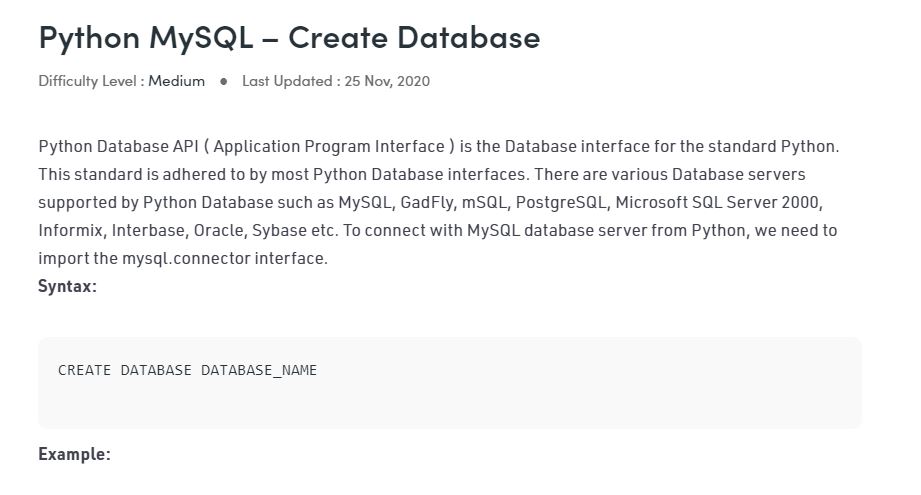 Python MySQL – Create Database
Difficulty Level : Medium ● Last Updated : 25 Nov, 2020
Python Database API ( Application Program Interface ) is the Database interface for the standard Python.
This standard is adhered to by most Python Database interfaces. There are various Database servers
supported by Python Database such as MySQL, GadFly, mSQL, PostgreSQL, Microsoft SQL Server 2000,
Informix, Interbase, Oracle, Sybase etc. To connect with MySQL database server from Python, we need to
import the mysql.connector interface.
Syntax:
CREATE DATABASE DATABASE_NAME
Example: